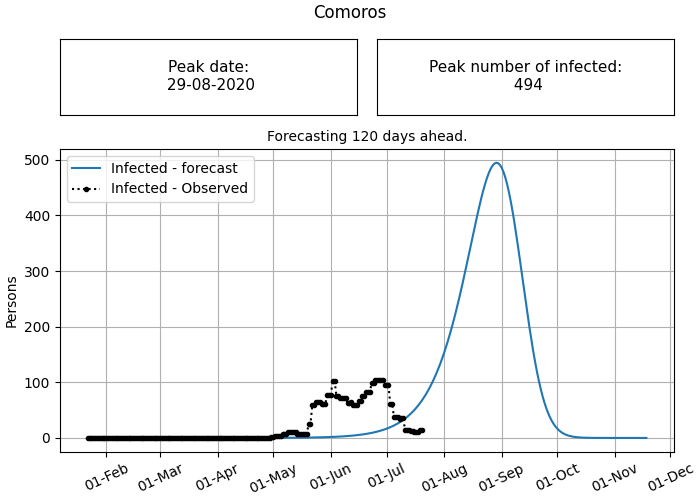 Comoros
Peak date:
29-08-2020
Peak number of infected:
494
Forecasting 120 days ahead.
Infected - forecast
Infected - Observed
Persons
500
400
300
200
100
0
01-Feb
01-Mar
01-Apr
01-May
01-Jun
01-Jul
01-Aug
01-Sep
01-Oct
01-Nov
01-Dec